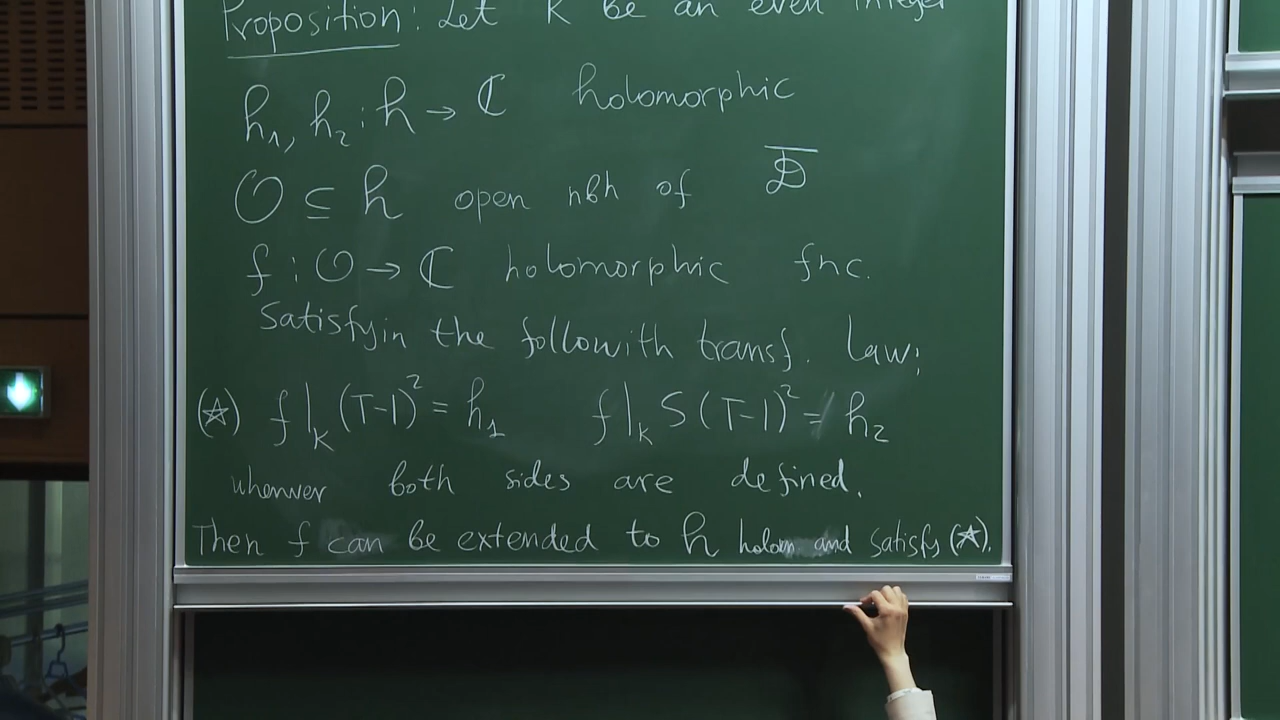 Proposition: Let K be an even integer
h₁, h₂ : h → ℂ holomorphic
O ⊆ h open nbh of D̅
f : O → ℂ holomorphic fnc.
Satisfyin the followith transf. law:
(☆) f|ₖ (T-1)² = h₁ f|ₖ S(T-1)² = h₂
whenver both sides are defined.
Then f can be extended to h holom and satisfy (☆).